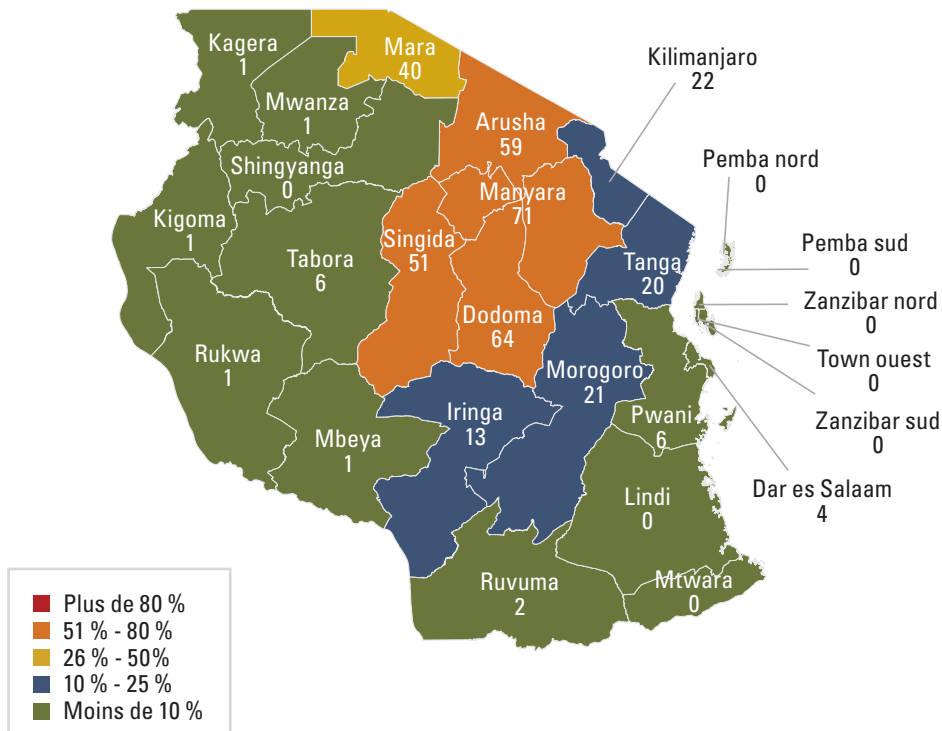 Kagera
1
Mara
40
Kilimanjaro
22
Mwanza
1
Arusha
59
Pemba nord
0
Shingyanga
0
Manyara
71
Kigoma
1
Singida
51
Tabora
6
Tanga
20
Pemba sud
0
Zanzibar nord
0
Dodoma
64
Town ouest
0
Rukwa
1
Morogoro
21
Iringa
13
Pwani
6
Zanzibar sud
0
Mbeya
1
Dar es Salaam
4
Lindi
0
Ruvuma
2
Mtwara
0
Plus de 80 %
51 % - 80 %
26 % - 50%
10 % - 25 %
Moins de 10 %